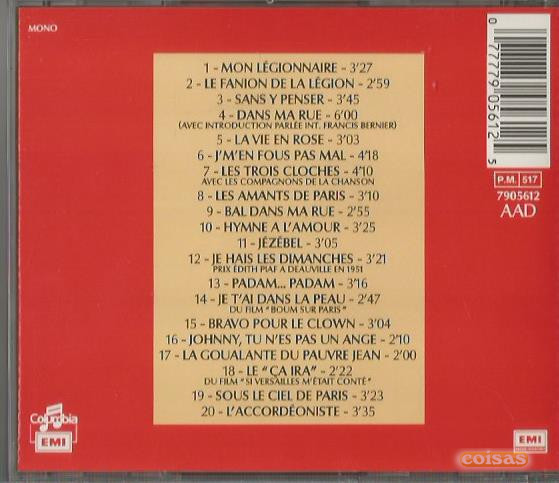 MONO
1 - MON LÉGIONNAIRE - 3'27
2 - LE FANION DE LA LÉGION - 2'59
3 - SANS Y PENSER - 3'45
4 - DANS MA RUE - 6'00
(AVEC INTRODUCTION PARLÉE INT. FRANCIS BERNIER)
5 - LA VIE EN ROSE - 3'03
6 - J'M'EN FOUS PAS MAL - 4'18
7 - LES TROIS CLOCHES - 4'10
AVEC LES COMPAGNONS DE LA CHANSON
8 - LES AMANTS DE PARIS - 3'10
9 - BAL DANS MA RUE - 2'55
10 - HYMNE A L'AMOUR - 3'25
11 - JÉZÉBEL - 3'05
12 - JE HAIS LES DIMANCHES - 3'21
PRIX ÉDITH PIAF A DEAUVILLE EN 1951
13 - PADAM... PADAM - 3'16
14 - JE T'AI DANS LA PEAU - 2'47
DU FILM "BOUM SUR PARIS"
15 - BRAVO POUR LE CLOWN - 3'04
16 - JOHNNY, TU N'ES PAS UN ANGE - 2'10
17 - LA GOUALANTE DU PAUVRE JEAN - 2'00
18 - LE "ÇA IRA" - 2'22
DU FILM "SI VERSAILLES M'ÉTAIT CONTÉ"
19 - SOUS LE CIEL DE PARIS - 3'23
20 - L'ACCORDÉONISTE - 3'35
0 77779 05612 5
P.M. 517
7905612
AAD
Columbia
EMI
EMI
coisas